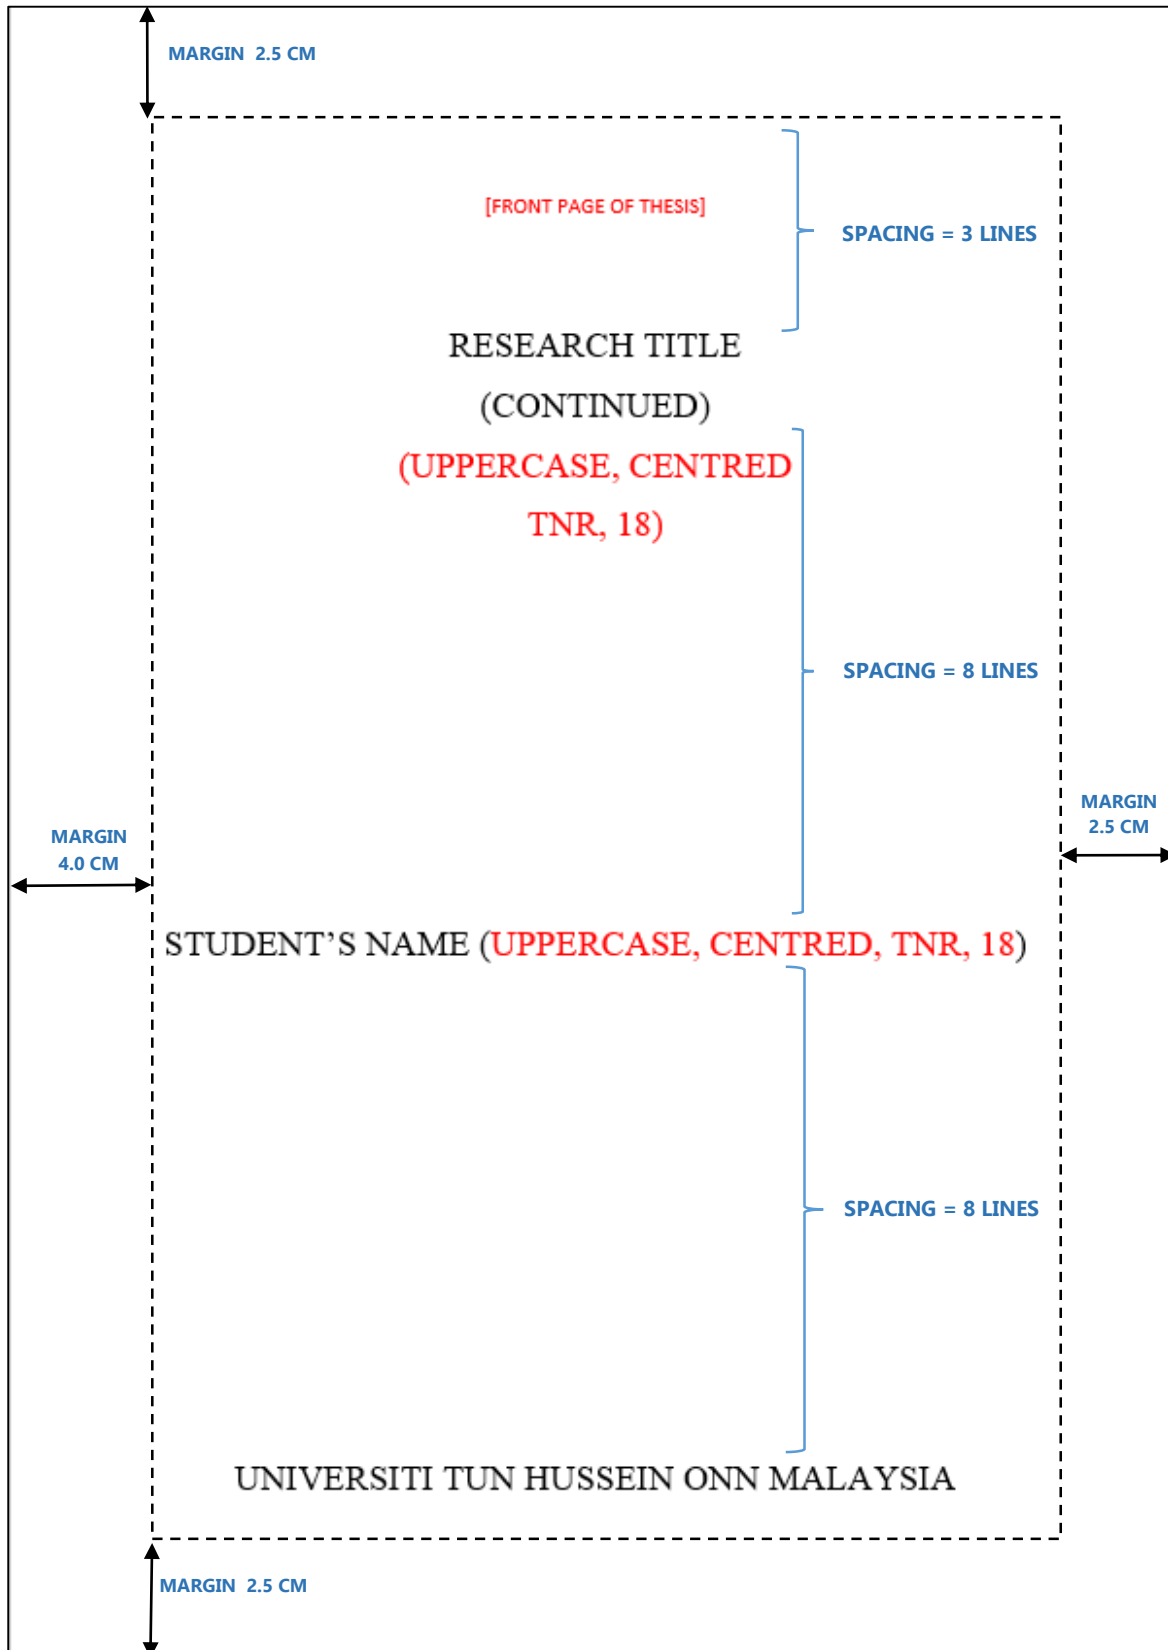 MARGIN 2.5 CM
[FRONT PAGE OF THESIS]
SPACING = 3 LINES
RESEARCH TITLE
(CONTINUED)
(UPPERCASE, CENTRED
TNR, 18)
SPACING = 8 LINES
MARGIN
2.5 CM
MARGIN
4.0 CM
STUDENT’S NAME (UPPERCASE, CENTRED, TNR, 18)
SPACING = 8 LINES
UNIVERSITI TUN HUSSEIN ONN MALAYSIA
MARGIN 2.5 CM